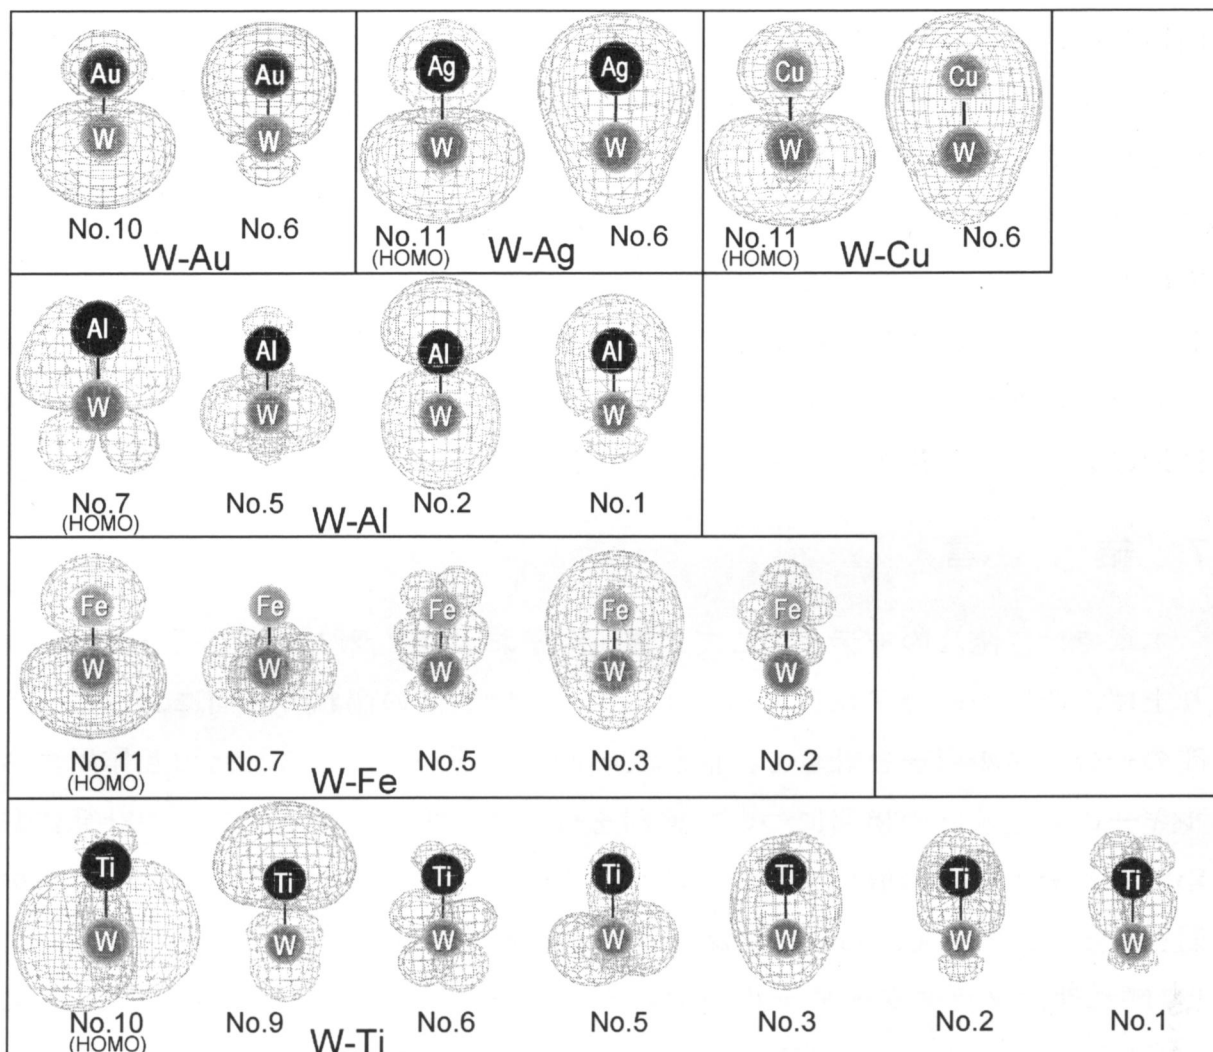 Au Au Ag Ag Cu Cu
W W W W W W
No.10 No.6 No.11 No.6 No.11 No.6
(HOMO) (HOMO)
W-Au W-Ag W-Cu
Al Al Al Al
W W W W
No.7 No.5 No.2 No.1
(HOMO)
W-Al
Fe Fe Fe Fe Fe
W W W W W
No.11 No.7 No.5 No.3 No.2
(HOMO)
W-Fe
Ti Ti Ti Ti Ti Ti Ti
W W W W W W W
No.10 No.9 No.6 No.5 No.3 No.2 No.1
(HOMO)
W-Ti